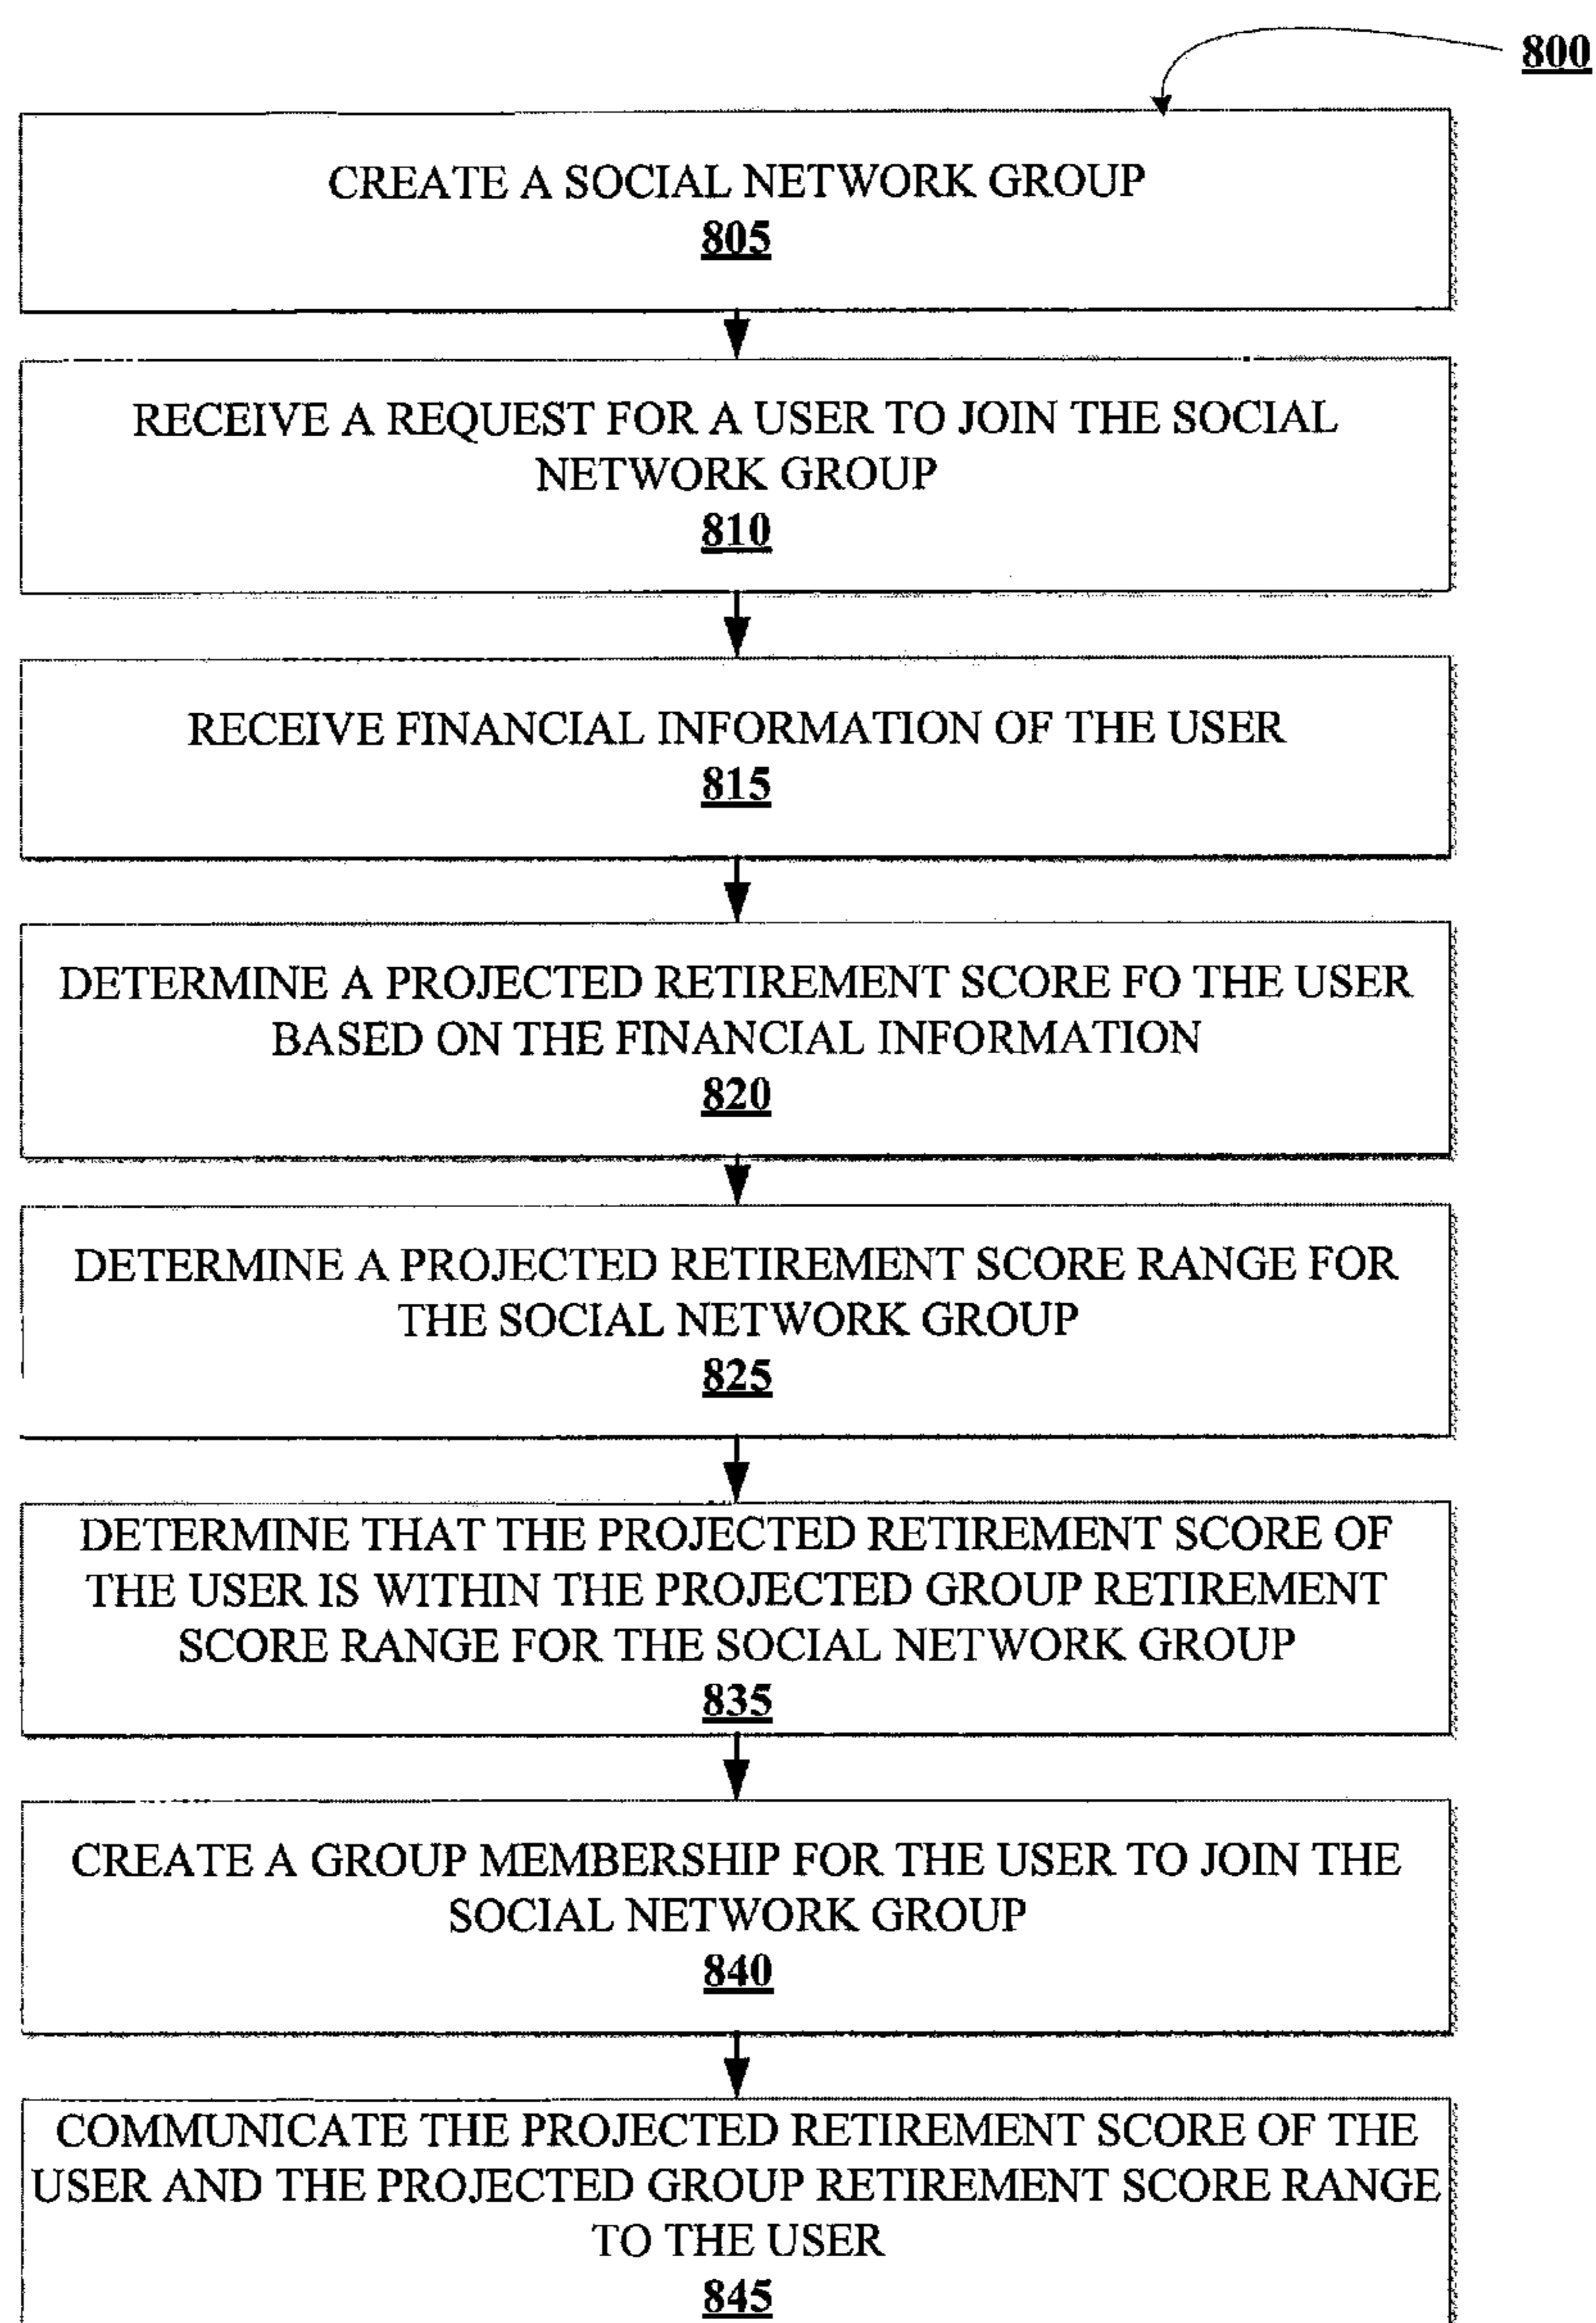 800
CREATE A SOCIAL NETWORK GROUP
805
RECEIVE A REQUEST FOR A USER TO JOIN THE SOCIAL
NETWORK GROUP
810
RECEIVE FINANCIAL INFORMATION OF THE USER
815
DETERMINE A PROJECTED RETIREMENT SCORE FO THE USER
BASED ON THE FINANCIAL INFORMATION
820
DETERMINE A PROJECTED RETIREMENT SCORE RANGE FOR
THE SOCIAL NETWORK GROUP
825
DETERMINE THAT THE PROJECTED RETIREMENT SCORE OF
THE USER IS WITHIN THE PROJECTED GROUP RETIREMENT
SCORE RANGE FOR THE SOCIAL NETWORK GROUP
835
CREATE A GROUP MEMBERSHIP FOR THE USER TO JOIN THE
SOCIAL NETWORK GROUP
840
COMMUNICATE THE PROJECTED RETIREMENT SCORE OF THE
USER AND THE PROJECTED GROUP RETIREMENT SCORE RANGE
TO THE USER
845